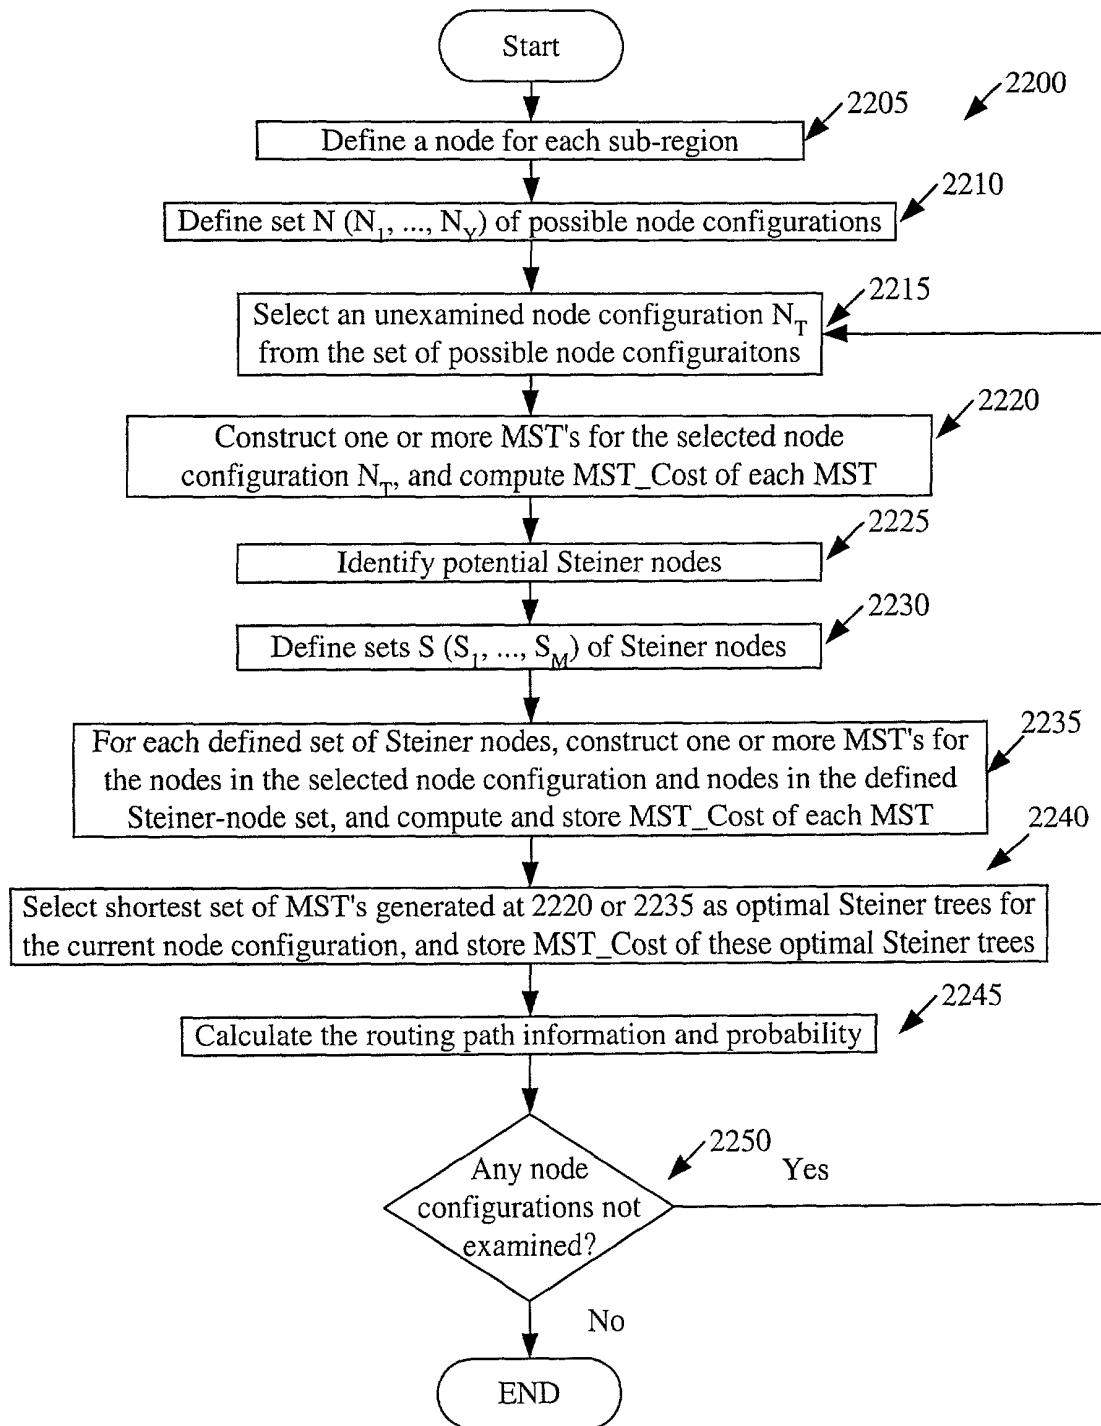 Start
2200
2205
Define a node for each sub-region
2210
Define set N (N₁, ..., N_Y) of possible node configurations
2215
Select an unexamined node configuration N_T
from the set of possible node configuraitons
2220
Construct one or more MST's for the selected node
configuration N_T, and compute MST_Cost of each MST
2225
Identify potential Steiner nodes
2230
Define sets S (S₁, ..., S_M) of Steiner nodes
2235
For each defined set of Steiner nodes, construct one or more MST's for
the nodes in the selected node configuration and nodes in the defined
Steiner-node set, and compute and store MST_Cost of each MST
2240
Select shortest set of MST's generated at 2220 or 2235 as optimal Steiner trees for
the current node configuration, and store MST_Cost of these optimal Steiner trees
2245
Calculate the routing path information and probability
2250
Yes
Any node
configurations not
examined?
No
END